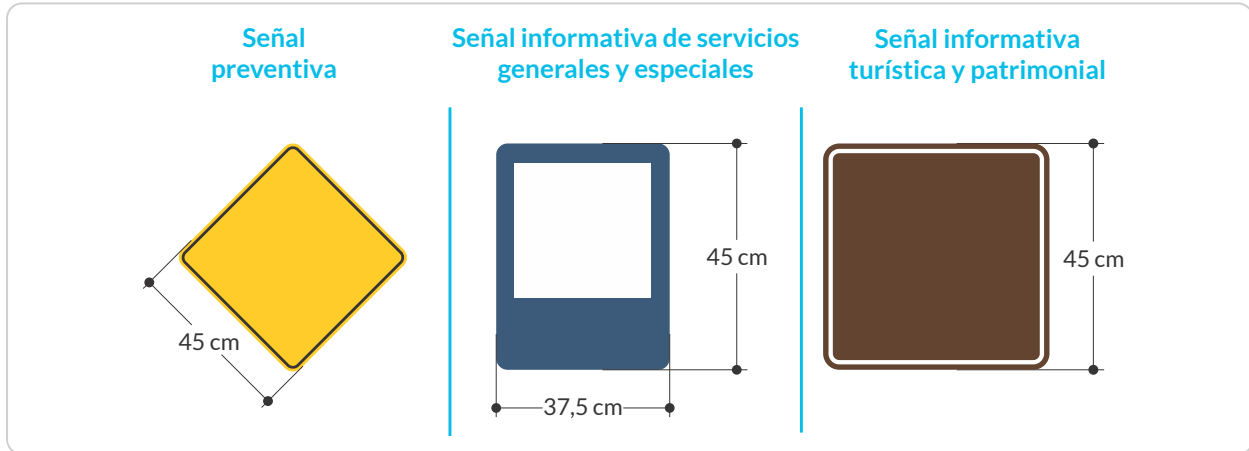 Señal
preventiva
Señal informativa de servicios
generales y especiales
Señal informativa
turística y patrimonial
45 cm
45 cm
37,5 cm
45 cm